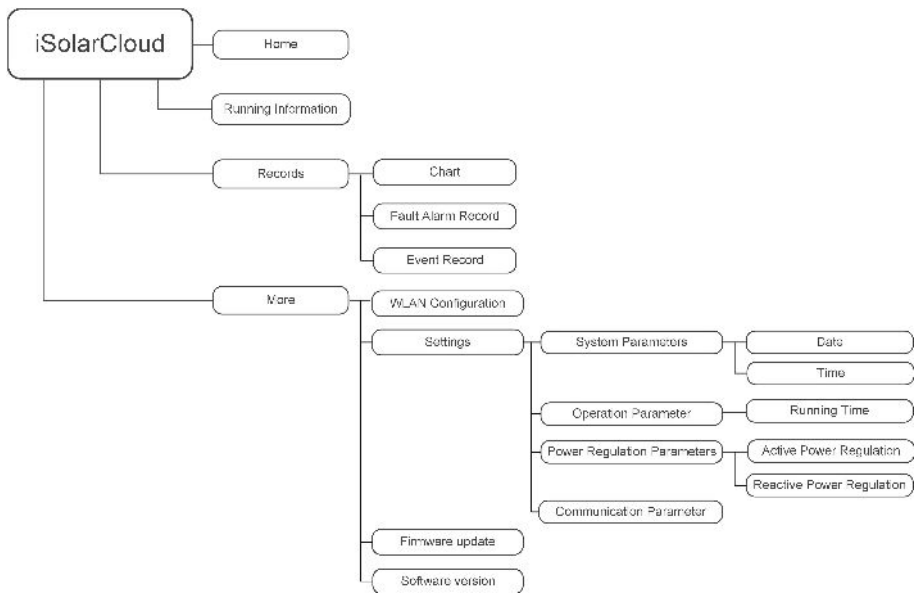 iSolarCloud
Home
Running Information
Records
Chart
Fault Alarm Record
Event Record
More
WLAN Configuration
Settings
System Parameters
Date
Time
Operation Parameter
Running Time
Power Regulation Parameters
Active Power Regulation
Reactive Power Regulation
Communication Parameter
Firmware update
Software version